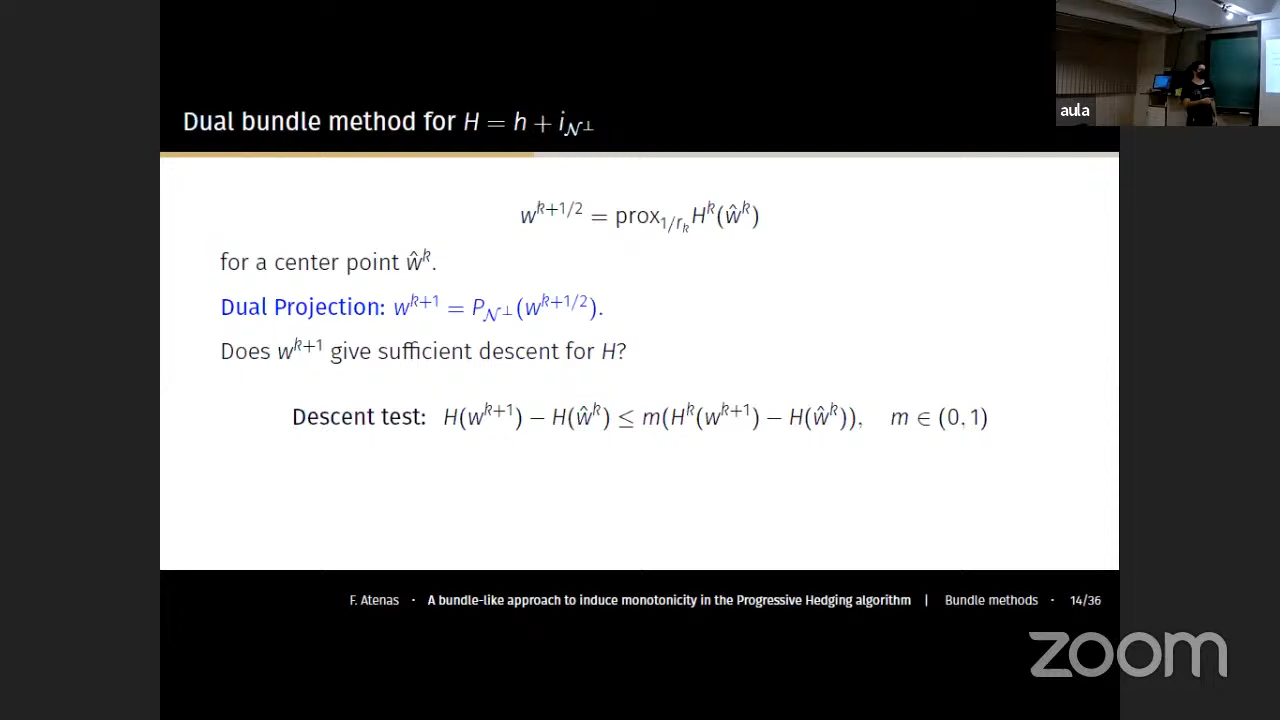 aula
Dual bundle method for H = h + i_{𝒩^⊥}
w^{k+1/2} = prox_{1/r_k} H^k(ŵ^k)
for a center point ŵ^k.
Dual Projection: w^{k+1} = P_{𝒩^⊥}(w^{k+1/2}).
Does w^{k+1} give sufficient descent for H?
Descent test: H(w^{k+1}) − H(ŵ^k) ≤ m(H^k(w^{k+1}) − H(ŵ^k)), m ∈ (0, 1)
F. Atenas · A bundle-like approach to induce monotonicity in the Progressive Hedging algorithm | Bundle methods · 14/36
zoom